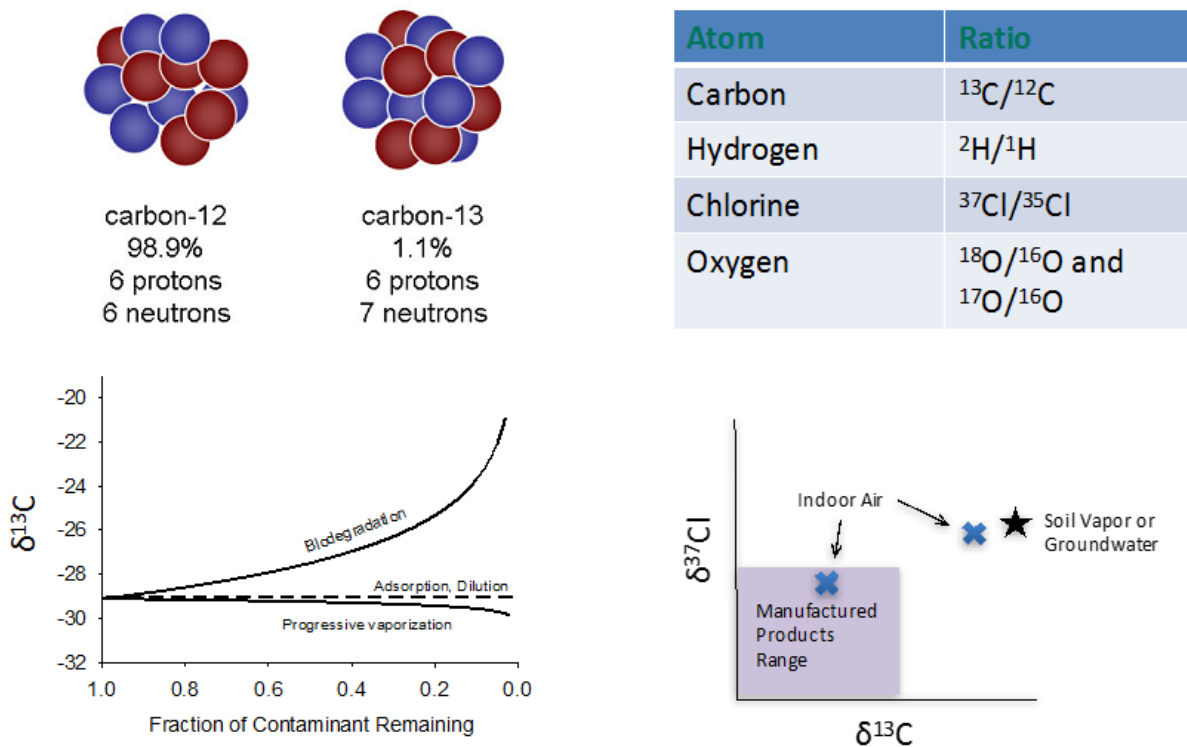 carbon-12
98.9%
6 protons
6 neutrons
carbon-13
1.1%
6 protons
7 neutrons
Atom Ratio
Carbon ¹³C/¹²C
Hydrogen ²H/¹H
Chlorine ³⁷Cl/³⁵Cl
Oxygen ¹⁸O/¹⁶O and
¹⁷O/¹⁶O
δ¹³C
-20
-22
-24
-26
-28
-30
-32
Biodegradation
Adsorption, Dilution
Progressive vaporization
1.0 0.8 0.6 0.4 0.2 0.0
Fraction of Contaminant Remaining
δ³⁷Cl
Indoor Air
Soil Vapor or
Groundwater
Manufactured
Products
Range
δ¹³C